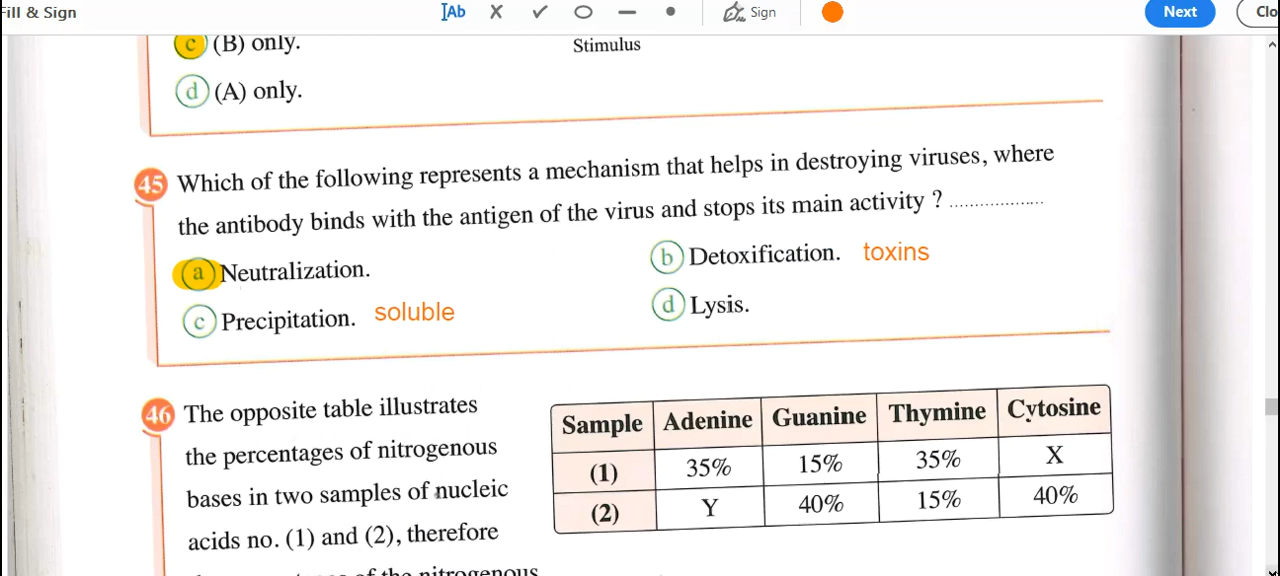 Fill & Sign
Ab
Sign
Next
Clo
c (B) only.
Stimulus
d (A) only.
45 Which of the following represents a mechanism that helps in destroying viruses, where
the antibody binds with the antigen of the virus and stops its main activity ? ...................
a Neutralization.
b Detoxification. toxins
c Precipitation. soluble
d Lysis.
46 The opposite table illustrates
the percentages of nitrogenous
bases in two samples of nucleic
acids no. (1) and (2), therefore
of the nitrogenous
Sample Adenine Guanine Thymine Cytosine
(1) 35% 15% 35% X
(2) Y 40% 15% 40%